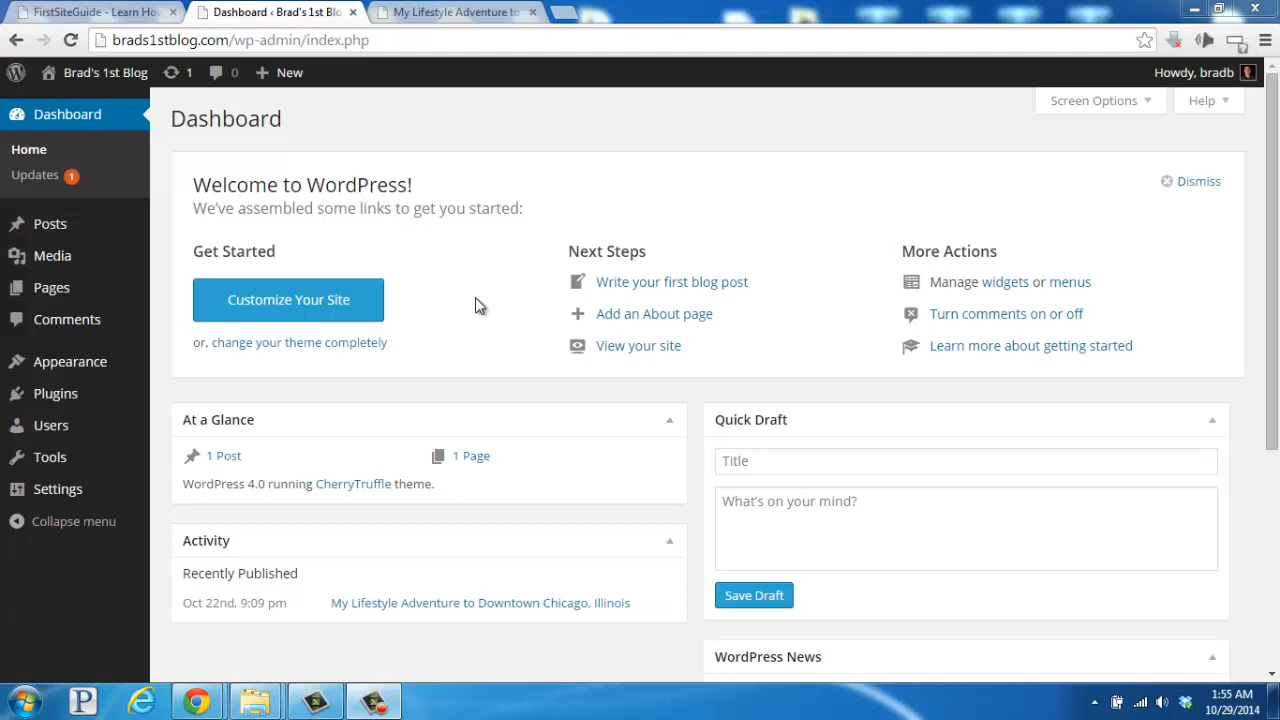 FirstSiteGuide - Learn Ho
Dashboard ‹ Brad's 1st Blo
My Lifestyle Adventure to
brads1stblog.com/wp-admin/index.php
Brad's 1st Blog
1
0
New
Howdy, bradb
Dashboard
Home
Updates 1
Posts
Media
Pages
Comments
Appearance
Plugins
Users
Tools
Settings
Collapse menu
Dashboard
Screen Options
Help
Welcome to WordPress!
Dismiss
We've assembled some links to get you started:
Get Started
Customize Your Site
or, change your theme completely
Next Steps
Write your first blog post
Add an About page
View your site
More Actions
Manage widgets or menus
Turn comments on or off
Learn more about getting started
At a Glance
1 Post
1 Page
WordPress 4.0 running CherryTruffle theme.
Activity
Recently Published
Oct 22nd, 9:09 pm
My Lifestyle Adventure to Downtown Chicago, Illinois
Quick Draft
Title
What's on your mind?
Save Draft
WordPress News
1:55 AM
10/29/2014